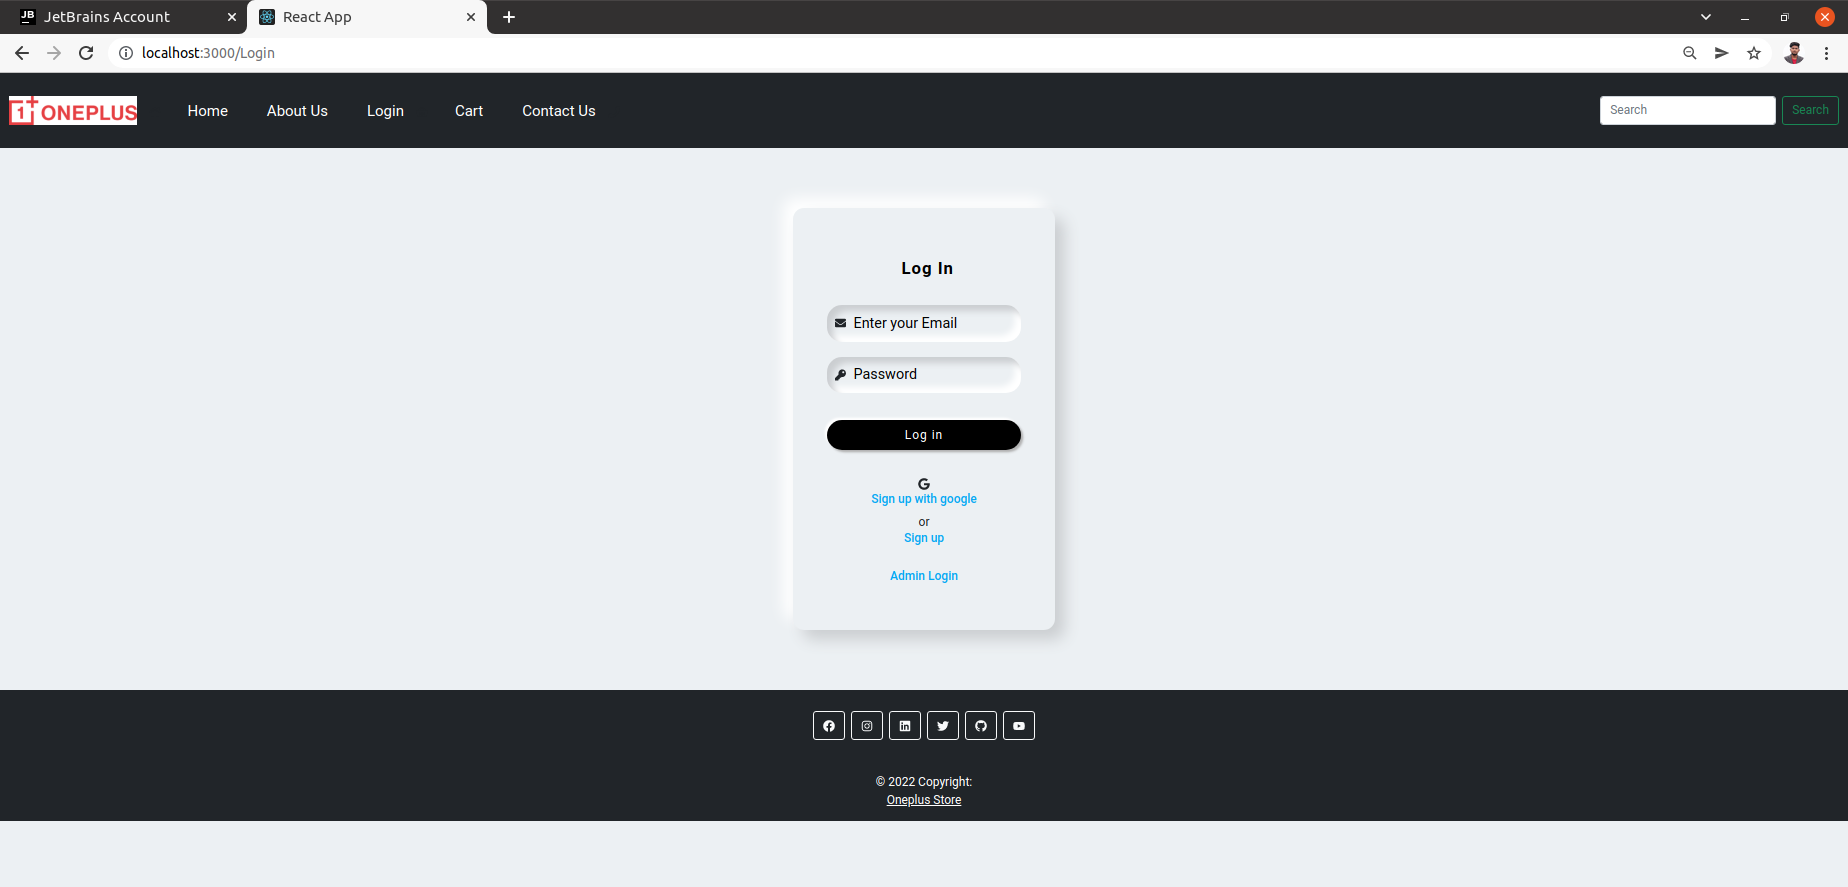 JB JetBrains Account
React App
localhost:3000/Login
1+ ONEPLUS Home About Us Login Cart Contact Us Search Search
Log In
Enter your Email
Password
Log in
G
Sign up with google
or
Sign up
Admin Login
© 2022 Copyright:
Oneplus Store